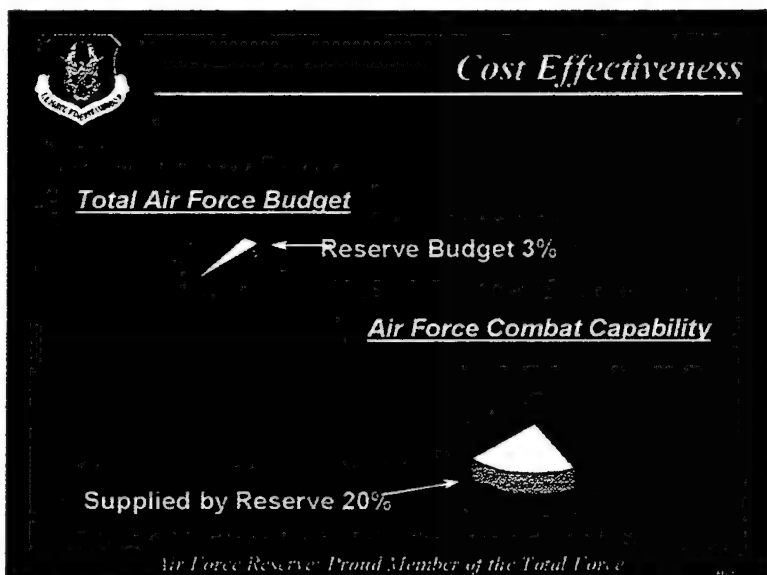 Cost Effectiveness
Total Air Force Budget
Reserve Budget 3%
Air Force Combat Capability
Supplied by Reserve 20%
Air Force Reserve: Proud Member of the Total Force